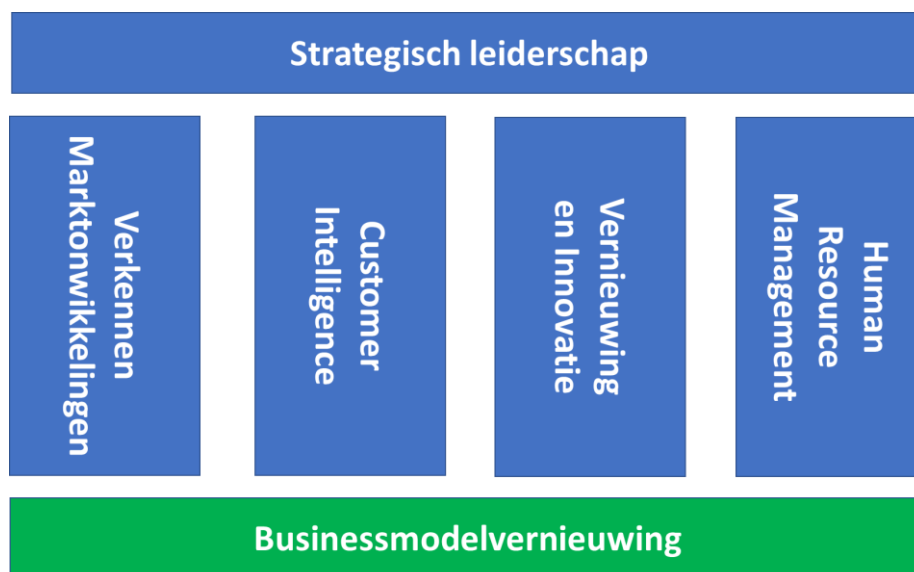 Strategisch leiderschap
Verkennen
Marktonwikkelingen
Customer
Intelligence
Vernieuwing
en Innovatie
Human
Resource
Management
Businessmodelvernieuwing